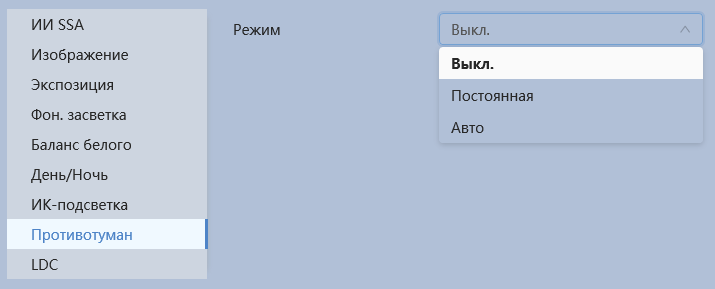 ИИ SSA
Изображение
Экспозиция
Фон. засветка
Баланс белого
День/Ночь
ИК-подсветка
Противотуман
LDC
Режим
Выкл.
Выкл.
Постоянная
Авто